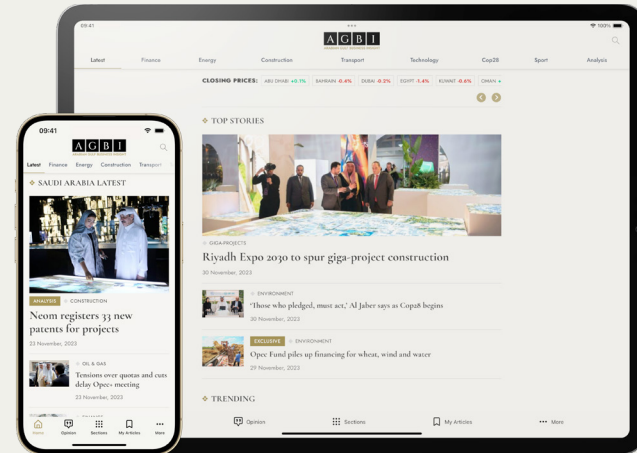 09:41
100%
AGBI
ARABIAN GULF BUSINESS INSIGHT
Latest Finance Energy Construction Transport Technology Cop28 Sport Analysis
CLOSING PRICES: ABU DHABI +0.1% BAHRAIN -0.4% DUBAI -0.2% EGYPT -1.4% KUWAIT -0.6% OMAN
TOP STORIES
GIGA-PROJECTS
Riyadh Expo 2030 to spur giga-project construction
30 November, 2023
ENVIRONMENT
‘Those who pledged, must act,’ Al Jaber says as Cop28 begins
30 November, 2023
EXCLUSIVE ENVIRONMENT
Opec Fund piles up financing for wheat, wind and water
29 November, 2023
TRENDING
Opinion Sections My Articles More
09:41
AGBI
Latest Finance Energy Construction Transport
SAUDI ARABIA LATEST
ANALYSIS CONSTRUCTION
Neom registers 33 new
patents for projects
23 November, 2023
OIL & GAS
Tensions over quotas and cuts
delay Opec+ meeting
23 November, 2023
Home Opinion Sections My Articles More